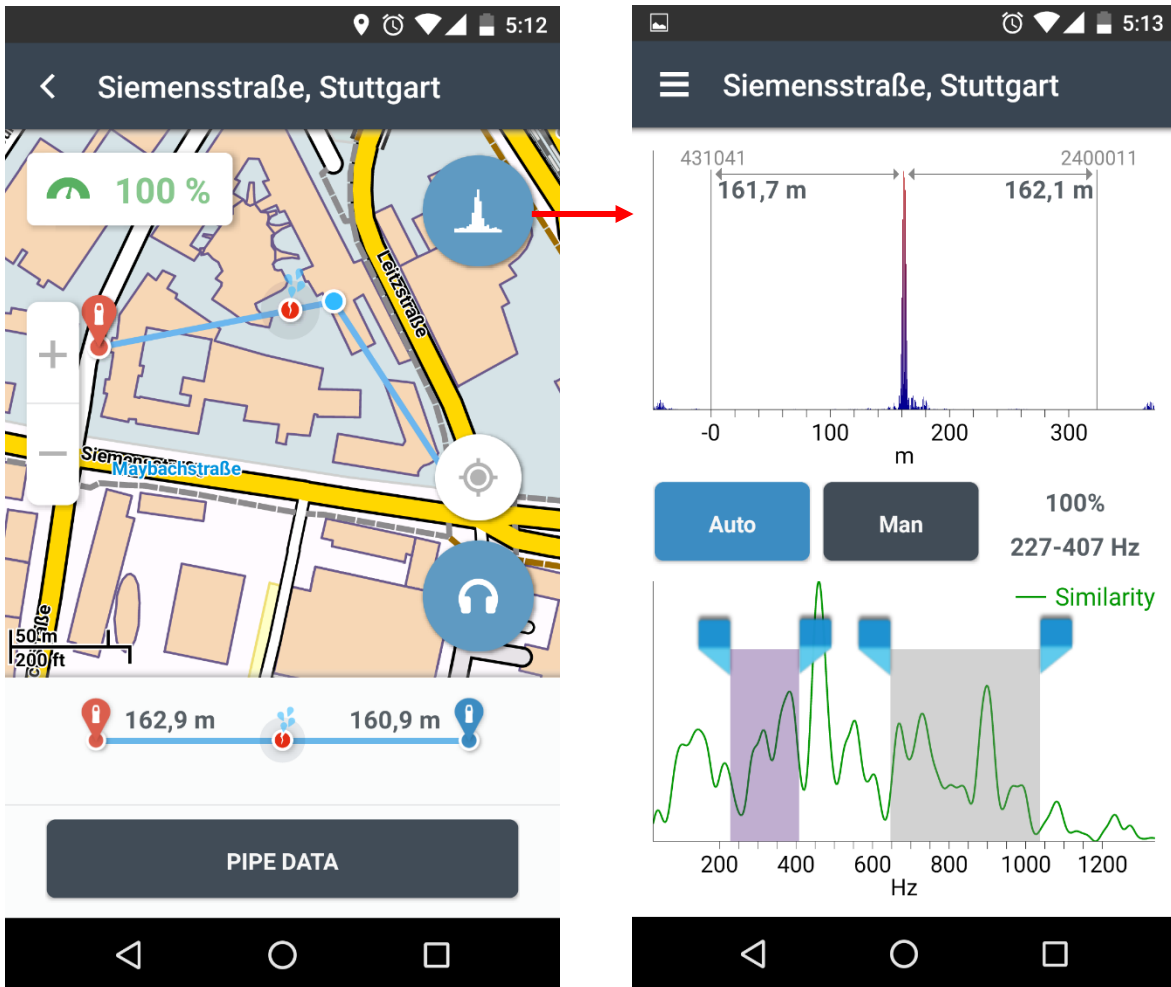 5:12
Siemensstraße, Stuttgart
100 %
Leitzstraße
Maybachstraße
50 m
200 ft
162,9 m
160,9 m
PIPE DATA
5:13
Siemensstraße, Stuttgart
431041
2400011
161,7 m
162,1 m
-0
100
200
300
m
Auto
Man
100%
227-407 Hz
Similarity
200
400
600
800
1000
1200
Hz